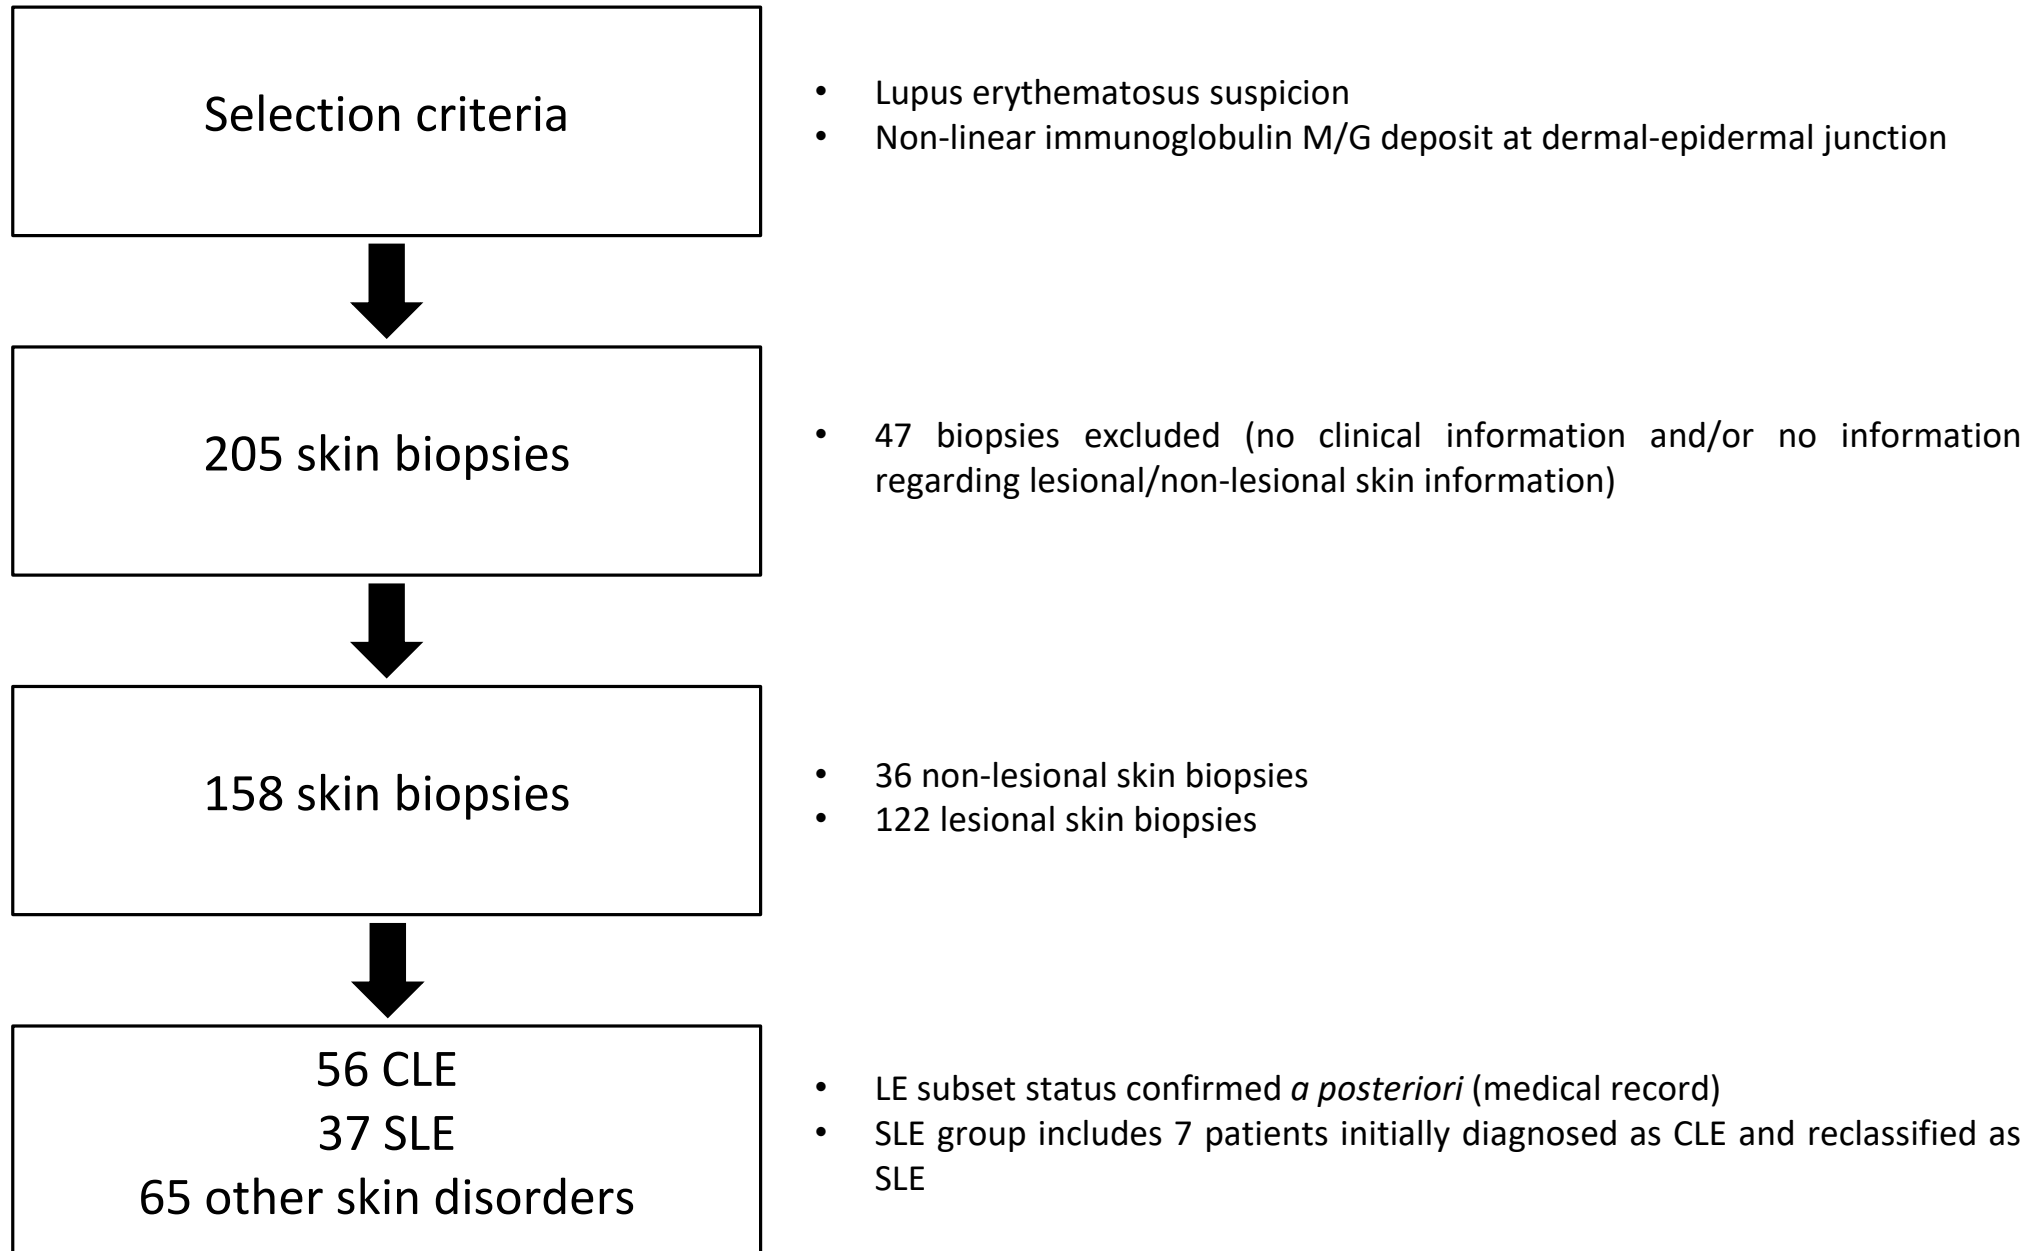 Selection criteria
• Lupus erythematosus suspicion
• Non-linear immunoglobulin M/G deposit at dermal-epidermal junction
205 skin biopsies
• 47 biopsies excluded (no clinical information and/or no information
regarding lesional/non-lesional skin information)
158 skin biopsies
• 36 non-lesional skin biopsies
• 122 lesional skin biopsies
56 CLE
37 SLE
65 other skin disorders
• LE subset status confirmed a posteriori (medical record)
• SLE group includes 7 patients initially diagnosed as CLE and reclassified as
SLE